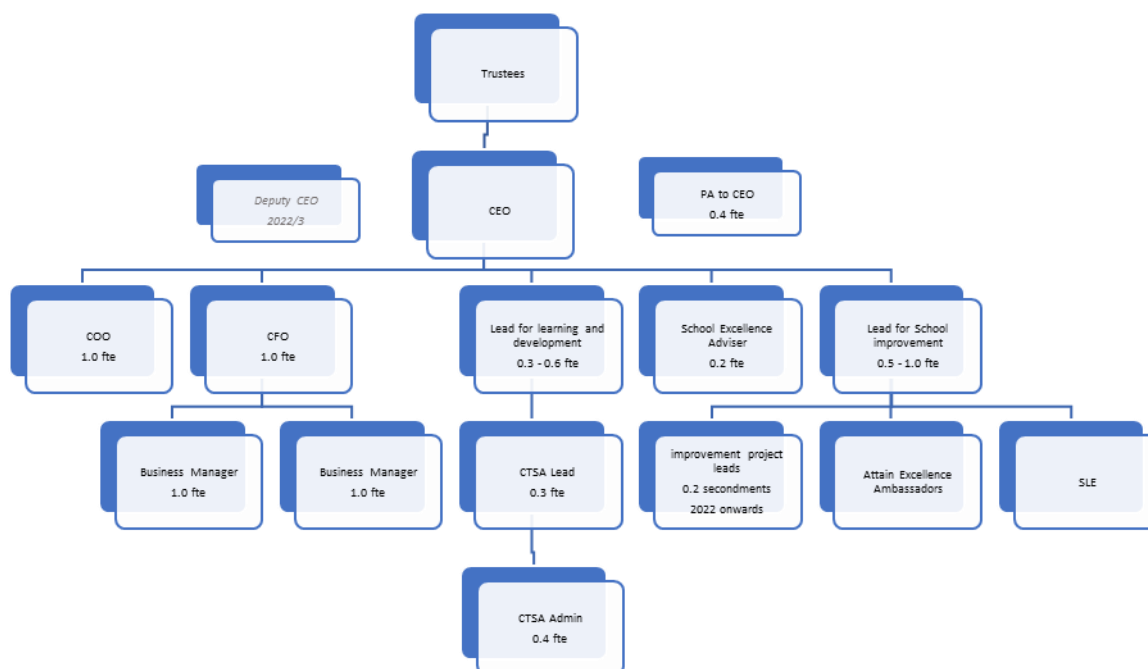 Trustees
Deputy CEO
2022/3
CEO
PA to CEO
0.4 fte
COO
1.0 fte
CFO
1.0 fte
Lead for learning and
development
0.3 - 0.6 fte
School Excellence
Adviser
0.2 fte
Lead for School
improvement
0.5 - 1.0 fte
Business Manager
1.0 fte
Business Manager
1.0 fte
CTSA Lead
0.3 fte
improvement project
leads
0.2 secondments
2022 onwards
Attain Excellence
Ambassadors
SLE
CTSA Admin
0.4 fte